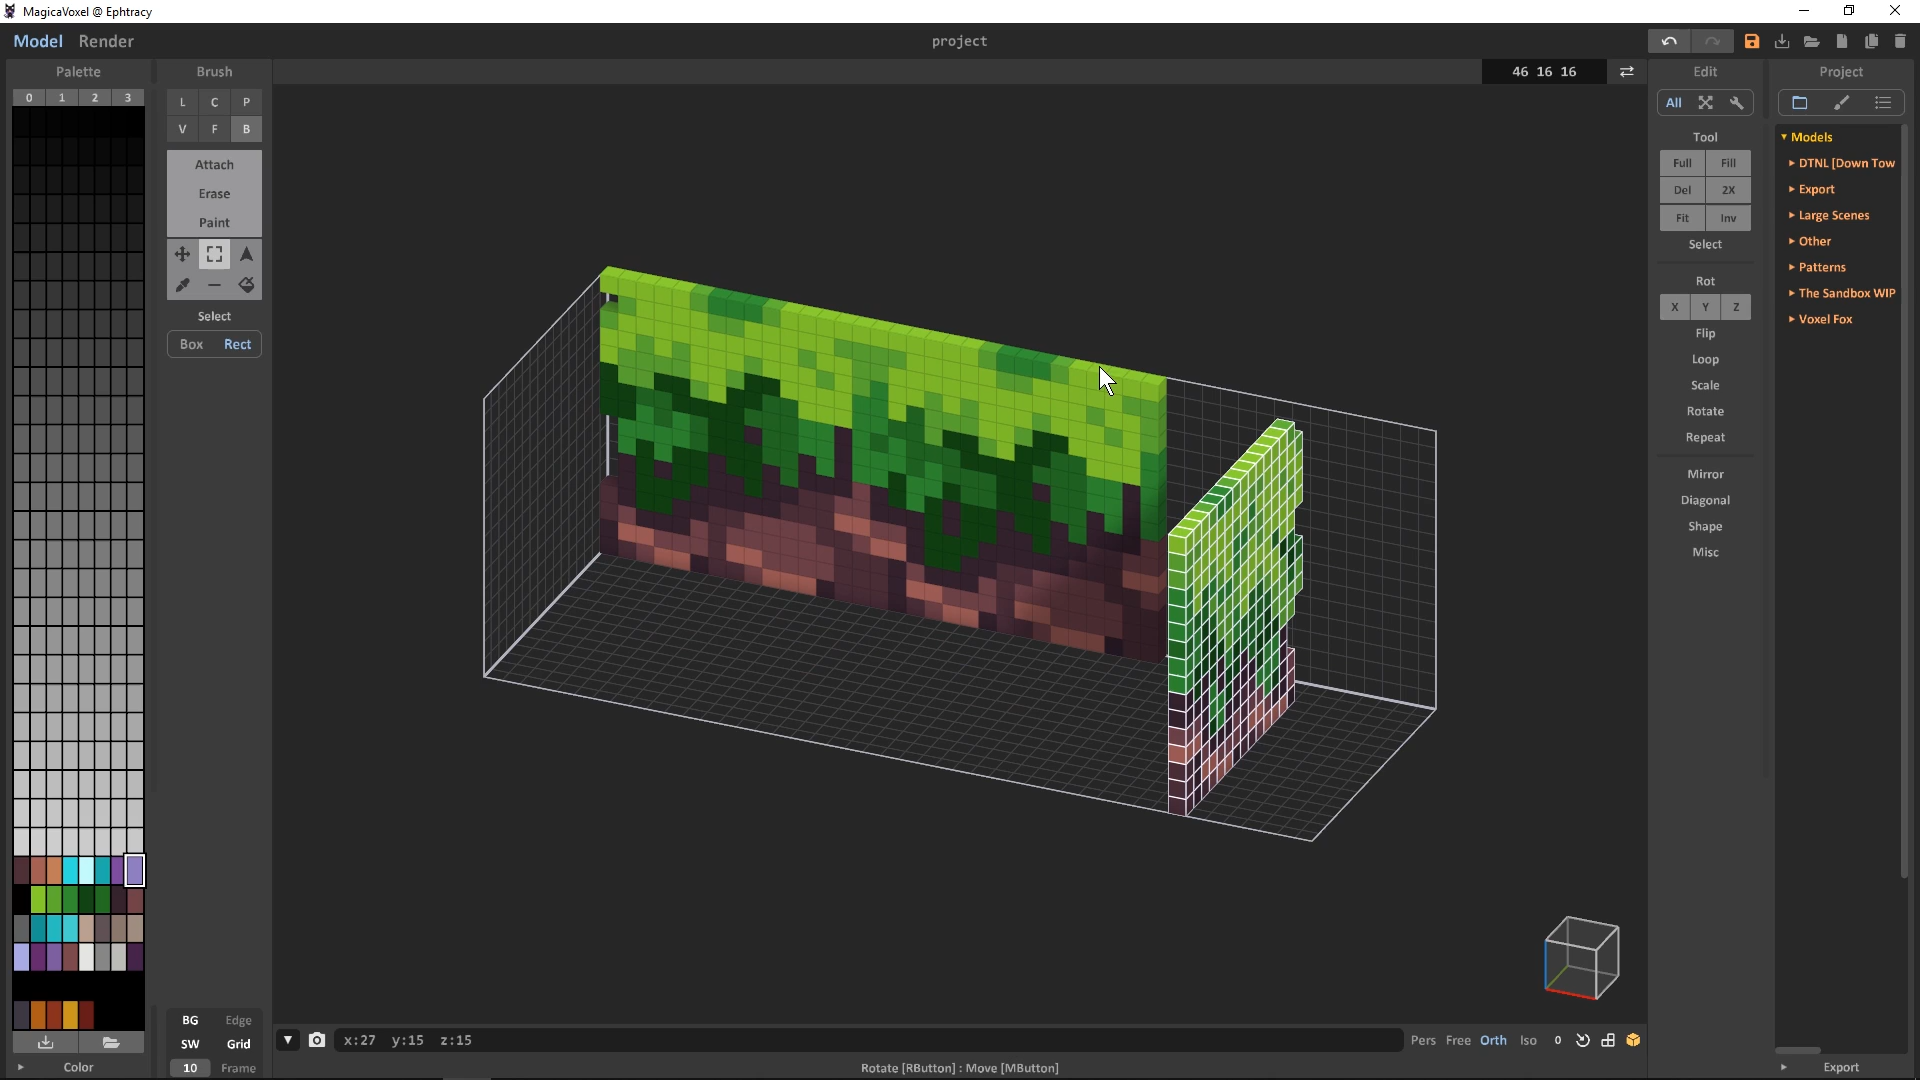 MagicaVoxel @ Ephtracy
Model Render
project
Palette
0 1 2 3
Color
Brush
L C P
V F B
Attach
Erase
Paint
Select
Box Rect
BG Edge
SW Grid
10 Frame
46 16 16
x:27 y:15 z:15
Pers Free Orth Iso 0
Rotate [RButton] : Move [MButton]
Edit
All
Tool
Full Fill
Del 2X
Fit Inv
Select
Rot
X Y Z
Flip
Loop
Scale
Rotate
Repeat
Mirror
Diagonal
Shape
Misc
Project
Models
DTNL [Down Tow
Export
Large Scenes
Other
Patterns
The Sandbox WIP
Voxel Fox
Export